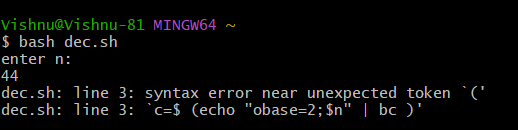 Vishnu@Vishnu-81 MINGW64 ~
$ bash dec.sh
enter n:
44
dec.sh: line 3: syntax error near unexpected token `('
dec.sh: line 3: `c=$ (echo "obase=2;$n" | bc )'